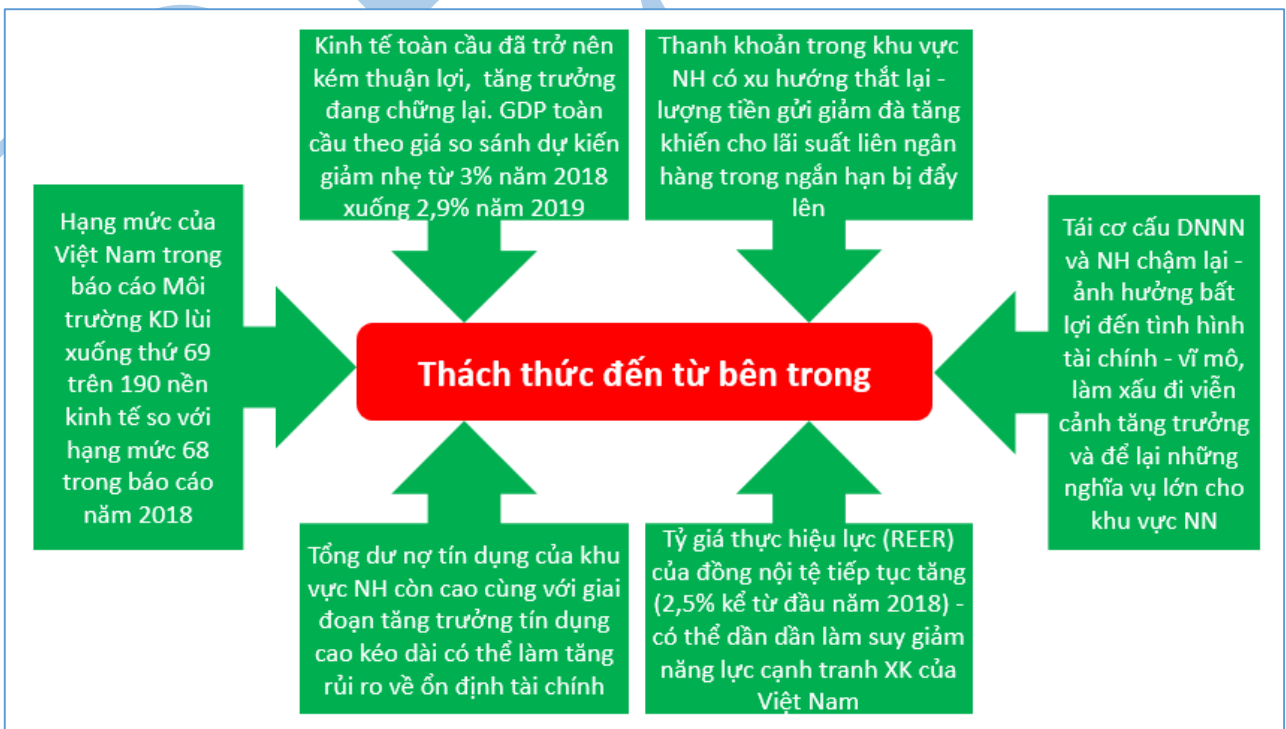 Kinh tế toàn cầu đã trở nên
kém thuận lợi, tăng trưởng
đang chững lại. GDP toàn
cầu theo giá so sánh dự kiến
giảm nhẹ từ 3% năm 2018
xuống 2,9% năm 2019
Thanh khoản trong khu vực
NH có xu hướng thắt lại -
lượng tiền gửi giảm đà tăng
khiến cho lãi suất liên ngân
hàng trong ngắn hạn bị đẩy
lên
Hạng mức của
Việt Nam trong
báo cáo Môi
trường KD lùi
xuống thứ 69
trên 190 nền
kinh tế so với
hạng mức 68
trong báo cáo
năm 2018
Thách thức đến từ bên trong
Tái cơ cấu DNNN
và NH chậm lại -
ảnh hưởng bất
lợi đến tình hình
tài chính - vĩ mô,
làm xấu đi viễn
cảnh tăng trưởng
và để lại những
nghĩa vụ lớn cho
khu vực NN
Tổng dư nợ tín dụng của khu
vực NH còn cao cùng với giai
đoạn tăng trưởng tín dụng
cao kéo dài có thể làm tăng
rủi ro về ổn định tài chính
Tỷ giá thực hiệu lực (REER)
của đồng nội tệ tiếp tục tăng
(2,5% kể từ đầu năm 2018) -
có thể dần dần làm suy giảm
năng lực cạnh tranh XK của
Việt Nam